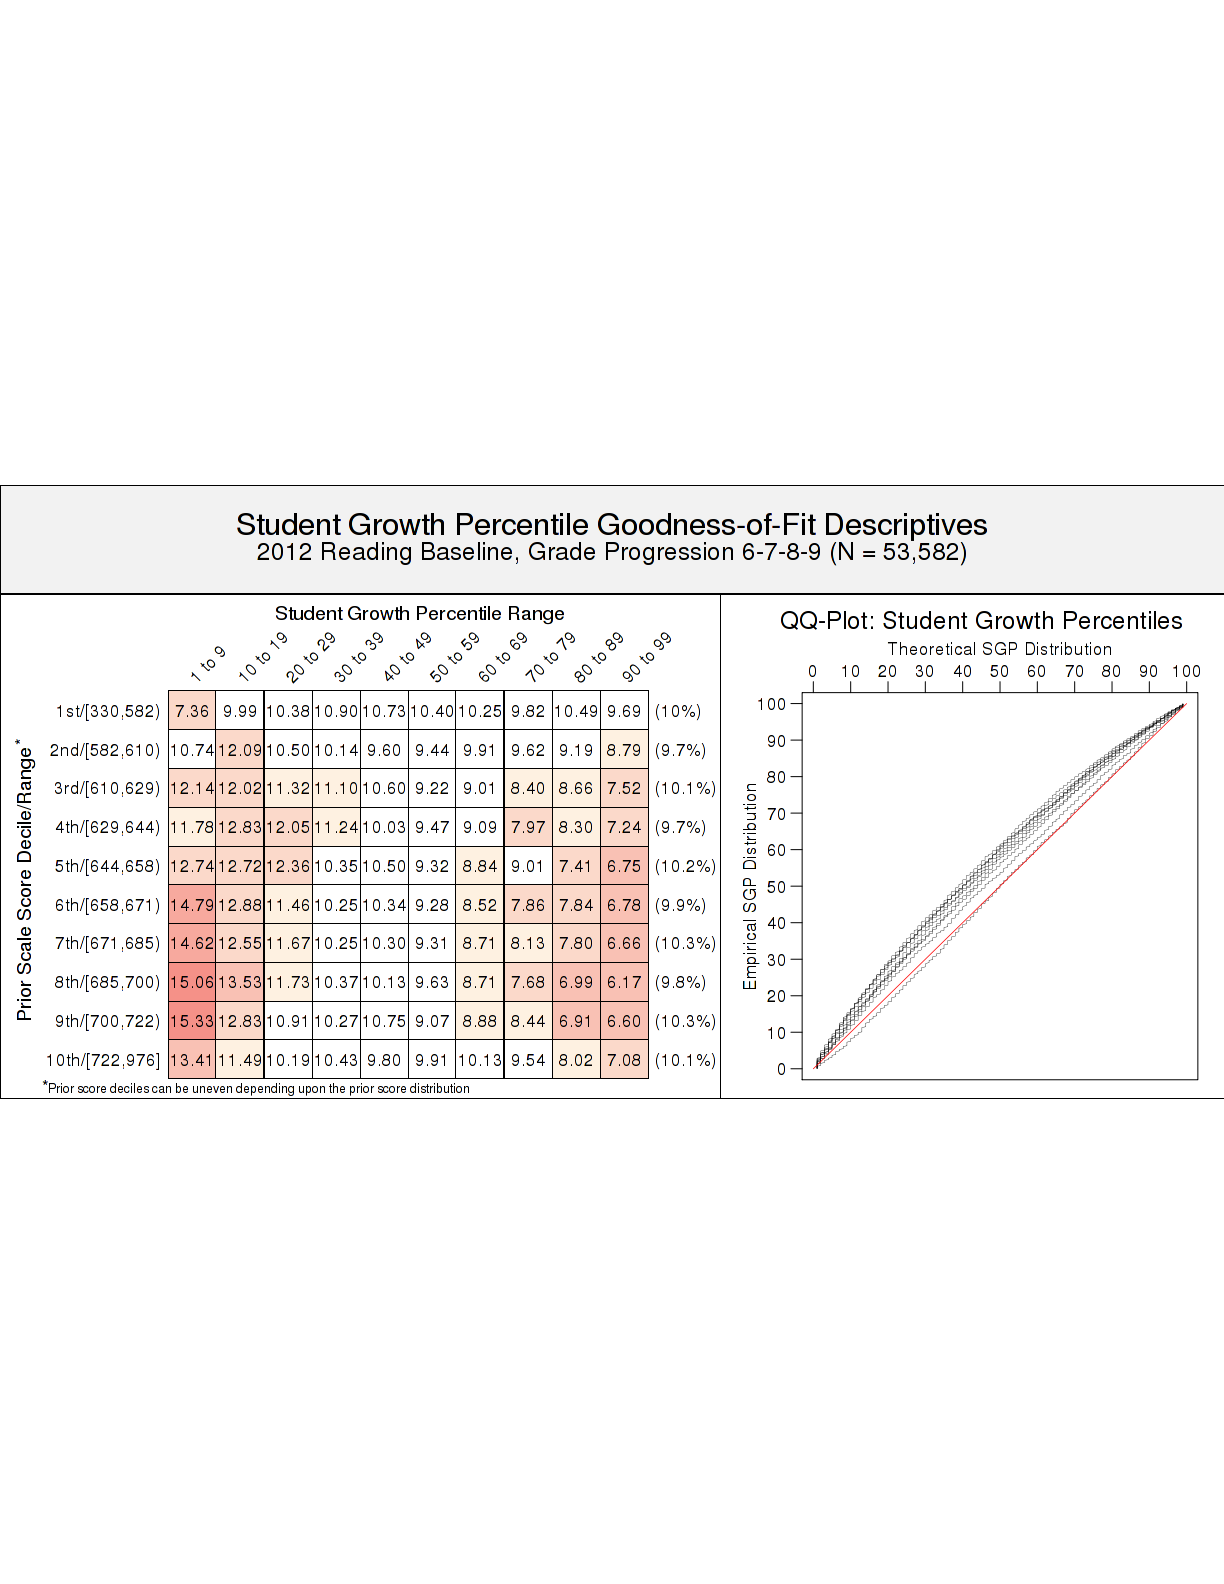 Student Growth Percentile Goodness-of-Fit Descriptives
2012 Reading Baseline, Grade Progression 6-7-8-9 (N = 53,582)
Student Growth Percentile Range
1 to 9 10 to 19 20 to 29 30 to 39 40 to 49 50 to 59 60 to 69 70 to 79 80 to 89 90 to 99
Prior Scale Score Decile/Range*
1st/[330,582) 7.36 9.99 10.38 10.90 10.73 10.40 10.25 9.82 10.49 9.69 (10%)
2nd/[582,610) 10.74 12.09 10.50 10.14 9.60 9.44 9.91 9.62 9.19 8.79 (9.7%)
3rd/[610,629) 12.14 12.02 11.32 11.10 10.60 9.22 9.01 8.40 8.66 7.52 (10.1%)
4th/[629,644) 11.78 12.83 12.05 11.24 10.03 9.47 9.09 7.97 8.30 7.24 (9.7%)
5th/[644,658) 12.74 12.72 12.36 10.35 10.50 9.32 8.84 9.01 7.41 6.75 (10.2%)
6th/[658,671) 14.79 12.88 11.46 10.25 10.34 9.28 8.52 7.86 7.84 6.78 (9.9%)
7th/[671,685) 14.62 12.55 11.67 10.25 10.30 9.31 8.71 8.13 7.80 6.66 (10.3%)
8th/[685,700) 15.06 13.53 11.73 10.37 10.13 9.63 8.71 7.68 6.99 6.17 (9.8%)
9th/[700,722) 15.33 12.83 10.91 10.27 10.75 9.07 8.88 8.44 6.91 6.60 (10.3%)
10th/[722,976] 13.41 11.49 10.19 10.43 9.80 9.91 10.13 9.54 8.02 7.08 (10.1%)
*Prior score deciles can be uneven depending upon the prior score distribution
QQ-Plot: Student Growth Percentiles
Theoretical SGP Distribution
0 10 20 30 40 50 60 70 80 90 100
Empirical SGP Distribution
100
90
80
70
60
50
40
30
20
10
0